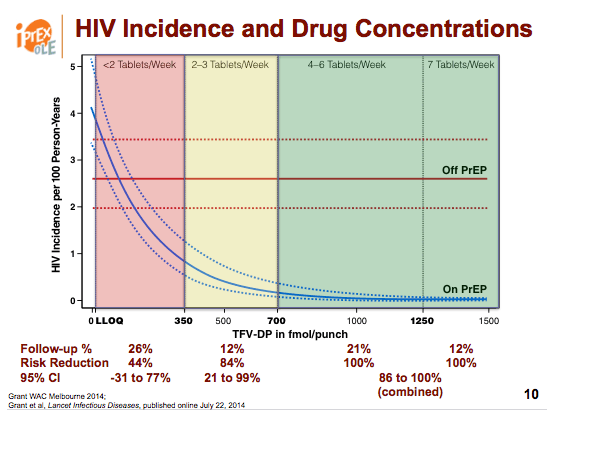 iPrEX
OLE
HIV Incidence and Drug Concentrations
<2 Tablets/Week
2–3 Tablets/Week
4–6 Tablets/Week
7 Tablets/Week
HIV Incidence per 100 Person-Years
5
4
3
2
1
0
Off PrEP
On PrEP
0 LLOQ 350 500 700 1000 1250 1500
TFV-DP in fmol/punch
Follow-up % 26% 12% 21% 12%
Risk Reduction 44% 84% 100% 100%
95% CI -31 to 77% 21 to 99% 86 to 100%
(combined)
Grant WAC Melbourne 2014;
Grant et al, Lancet Infectious Diseases, published online July 22, 2014
10